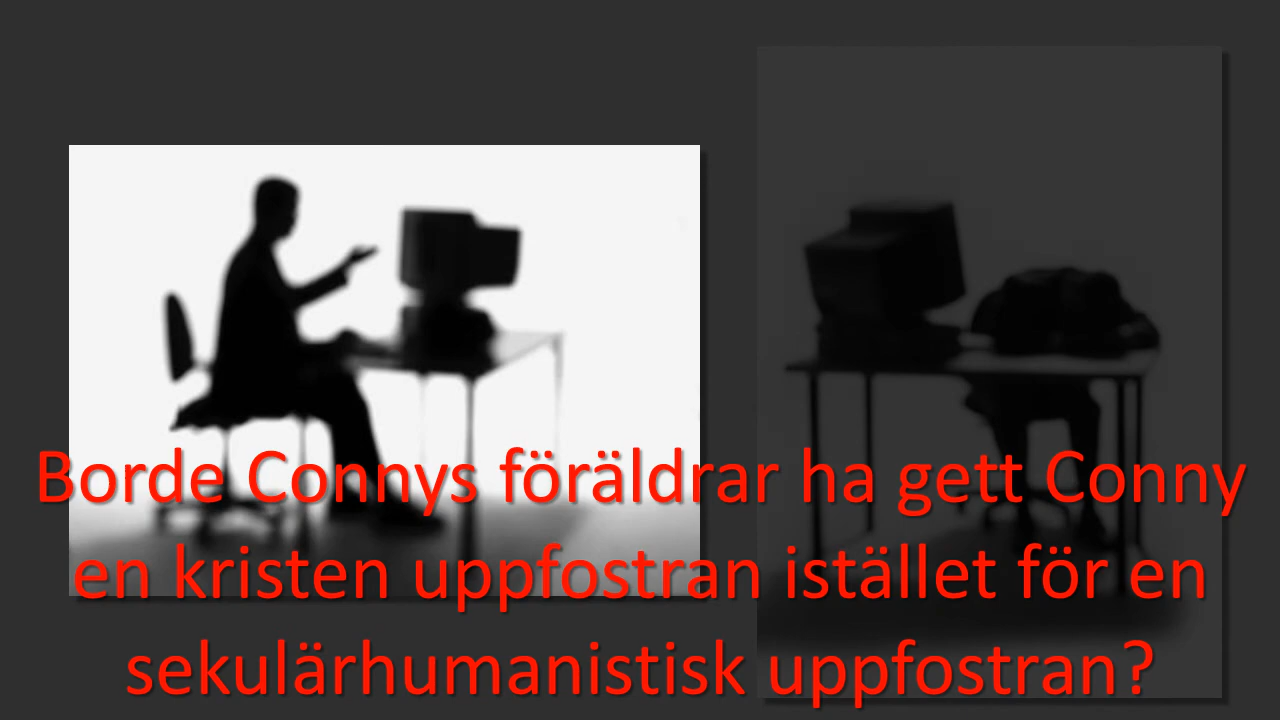 Borde Connys föräldrar ha gett Conny
en kristen uppfostran istället för en
sekulärhumanistisk uppfostran?